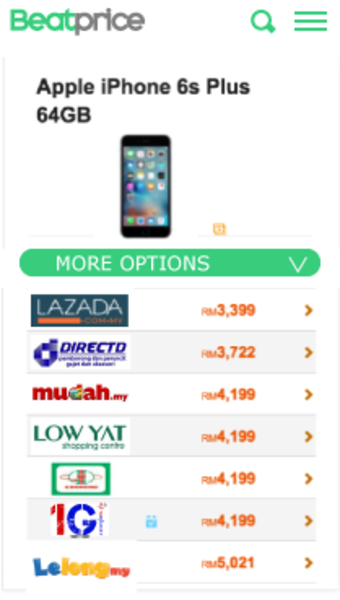 Beatprice
Apple iPhone 6s Plus
64GB
MORE OPTIONS
LAZADA
.COM.MY
RM3,399
DIRECTD
RM3,722
mudah.my
RM4,199
LOW YAT
shopping centre
RM4,199
RM4,199
1G
RM4,199
Lelong.my
RM5,021